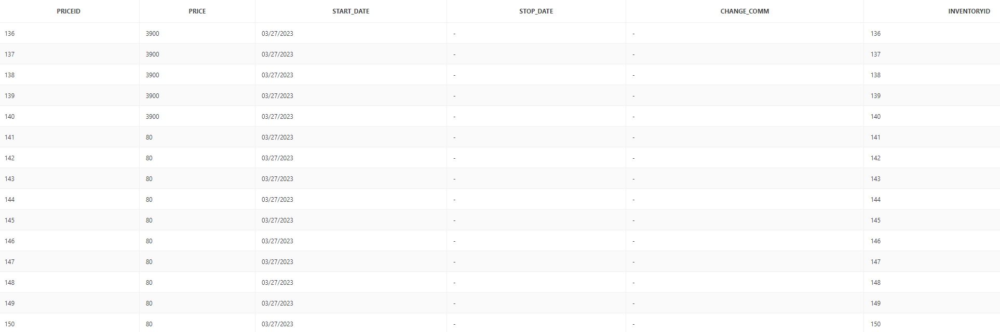 PRICEID PRICE START_DATE STOP_DATE CHANGE_COMM INVENTORYID
136 3900 03/27/2023 - - 136
137 3900 03/27/2023 - - 137
138 3900 03/27/2023 - - 138
139 3900 03/27/2023 - - 139
140 3900 03/27/2023 - - 140
141 80 03/27/2023 - - 141
142 80 03/27/2023 - - 142
143 80 03/27/2023 - - 143
144 80 03/27/2023 - - 144
145 80 03/27/2023 - - 145
146 80 03/27/2023 - - 146
147 80 03/27/2023 - - 147
148 80 03/27/2023 - - 148
149 80 03/27/2023 - - 149
150 80 03/27/2023 - - 150